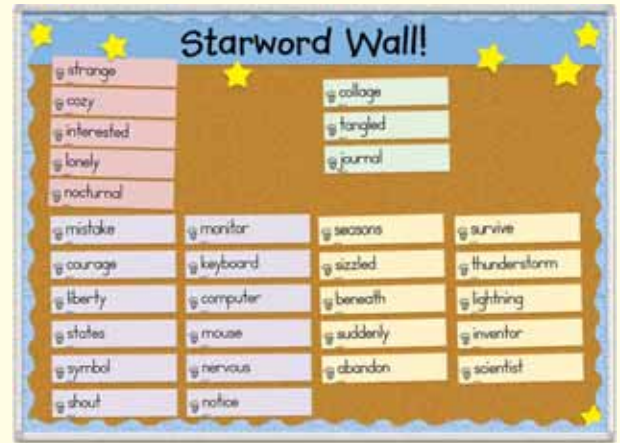 Starword Wall!
strange
cozy
interested
lonely
nocturnal
collage
tangled
journal
mistake
courage
liberty
states
symbol
shout
monitor
keyboard
computer
mouse
nervous
notice
seasons
sizzled
beneath
suddenly
abandon
survive
thunderstorm
lightning
inventor
scientist